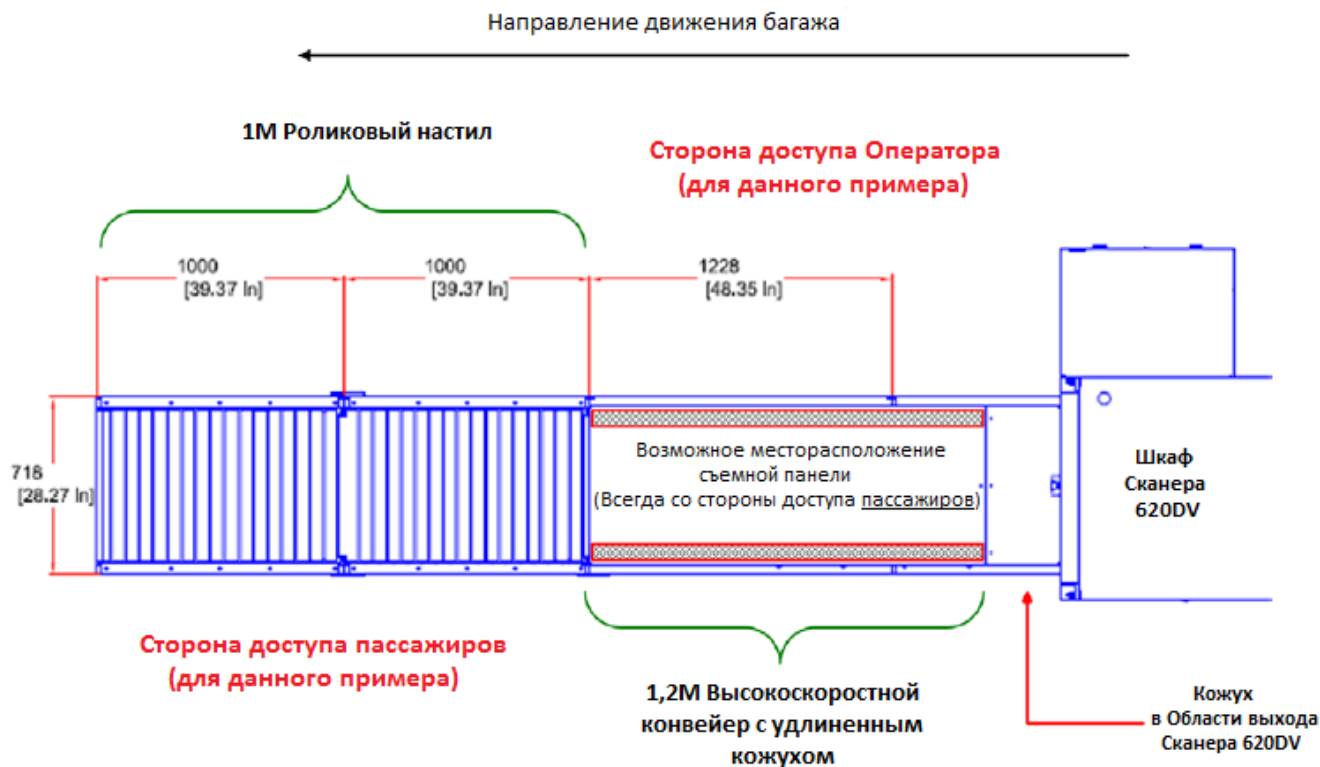 Направление движения багажа
1М Роликовый настил
Сторона доступа Оператора
(для данного примера)
1000
[39.37 In]
1000
[39.37 In]
1228
[48.35 In]
718
[28.27 In]
Возможное месторасположение
съемной панели
(Всегда со стороны доступа пассажиров)
Шкаф
Сканера
620DV
Сторона доступа пассажиров
(для данного примера)
1,2М Высокоскоростной
конвейер с удлиненным
кожухом
Кожух
в Области выхода
Сканера 620DV